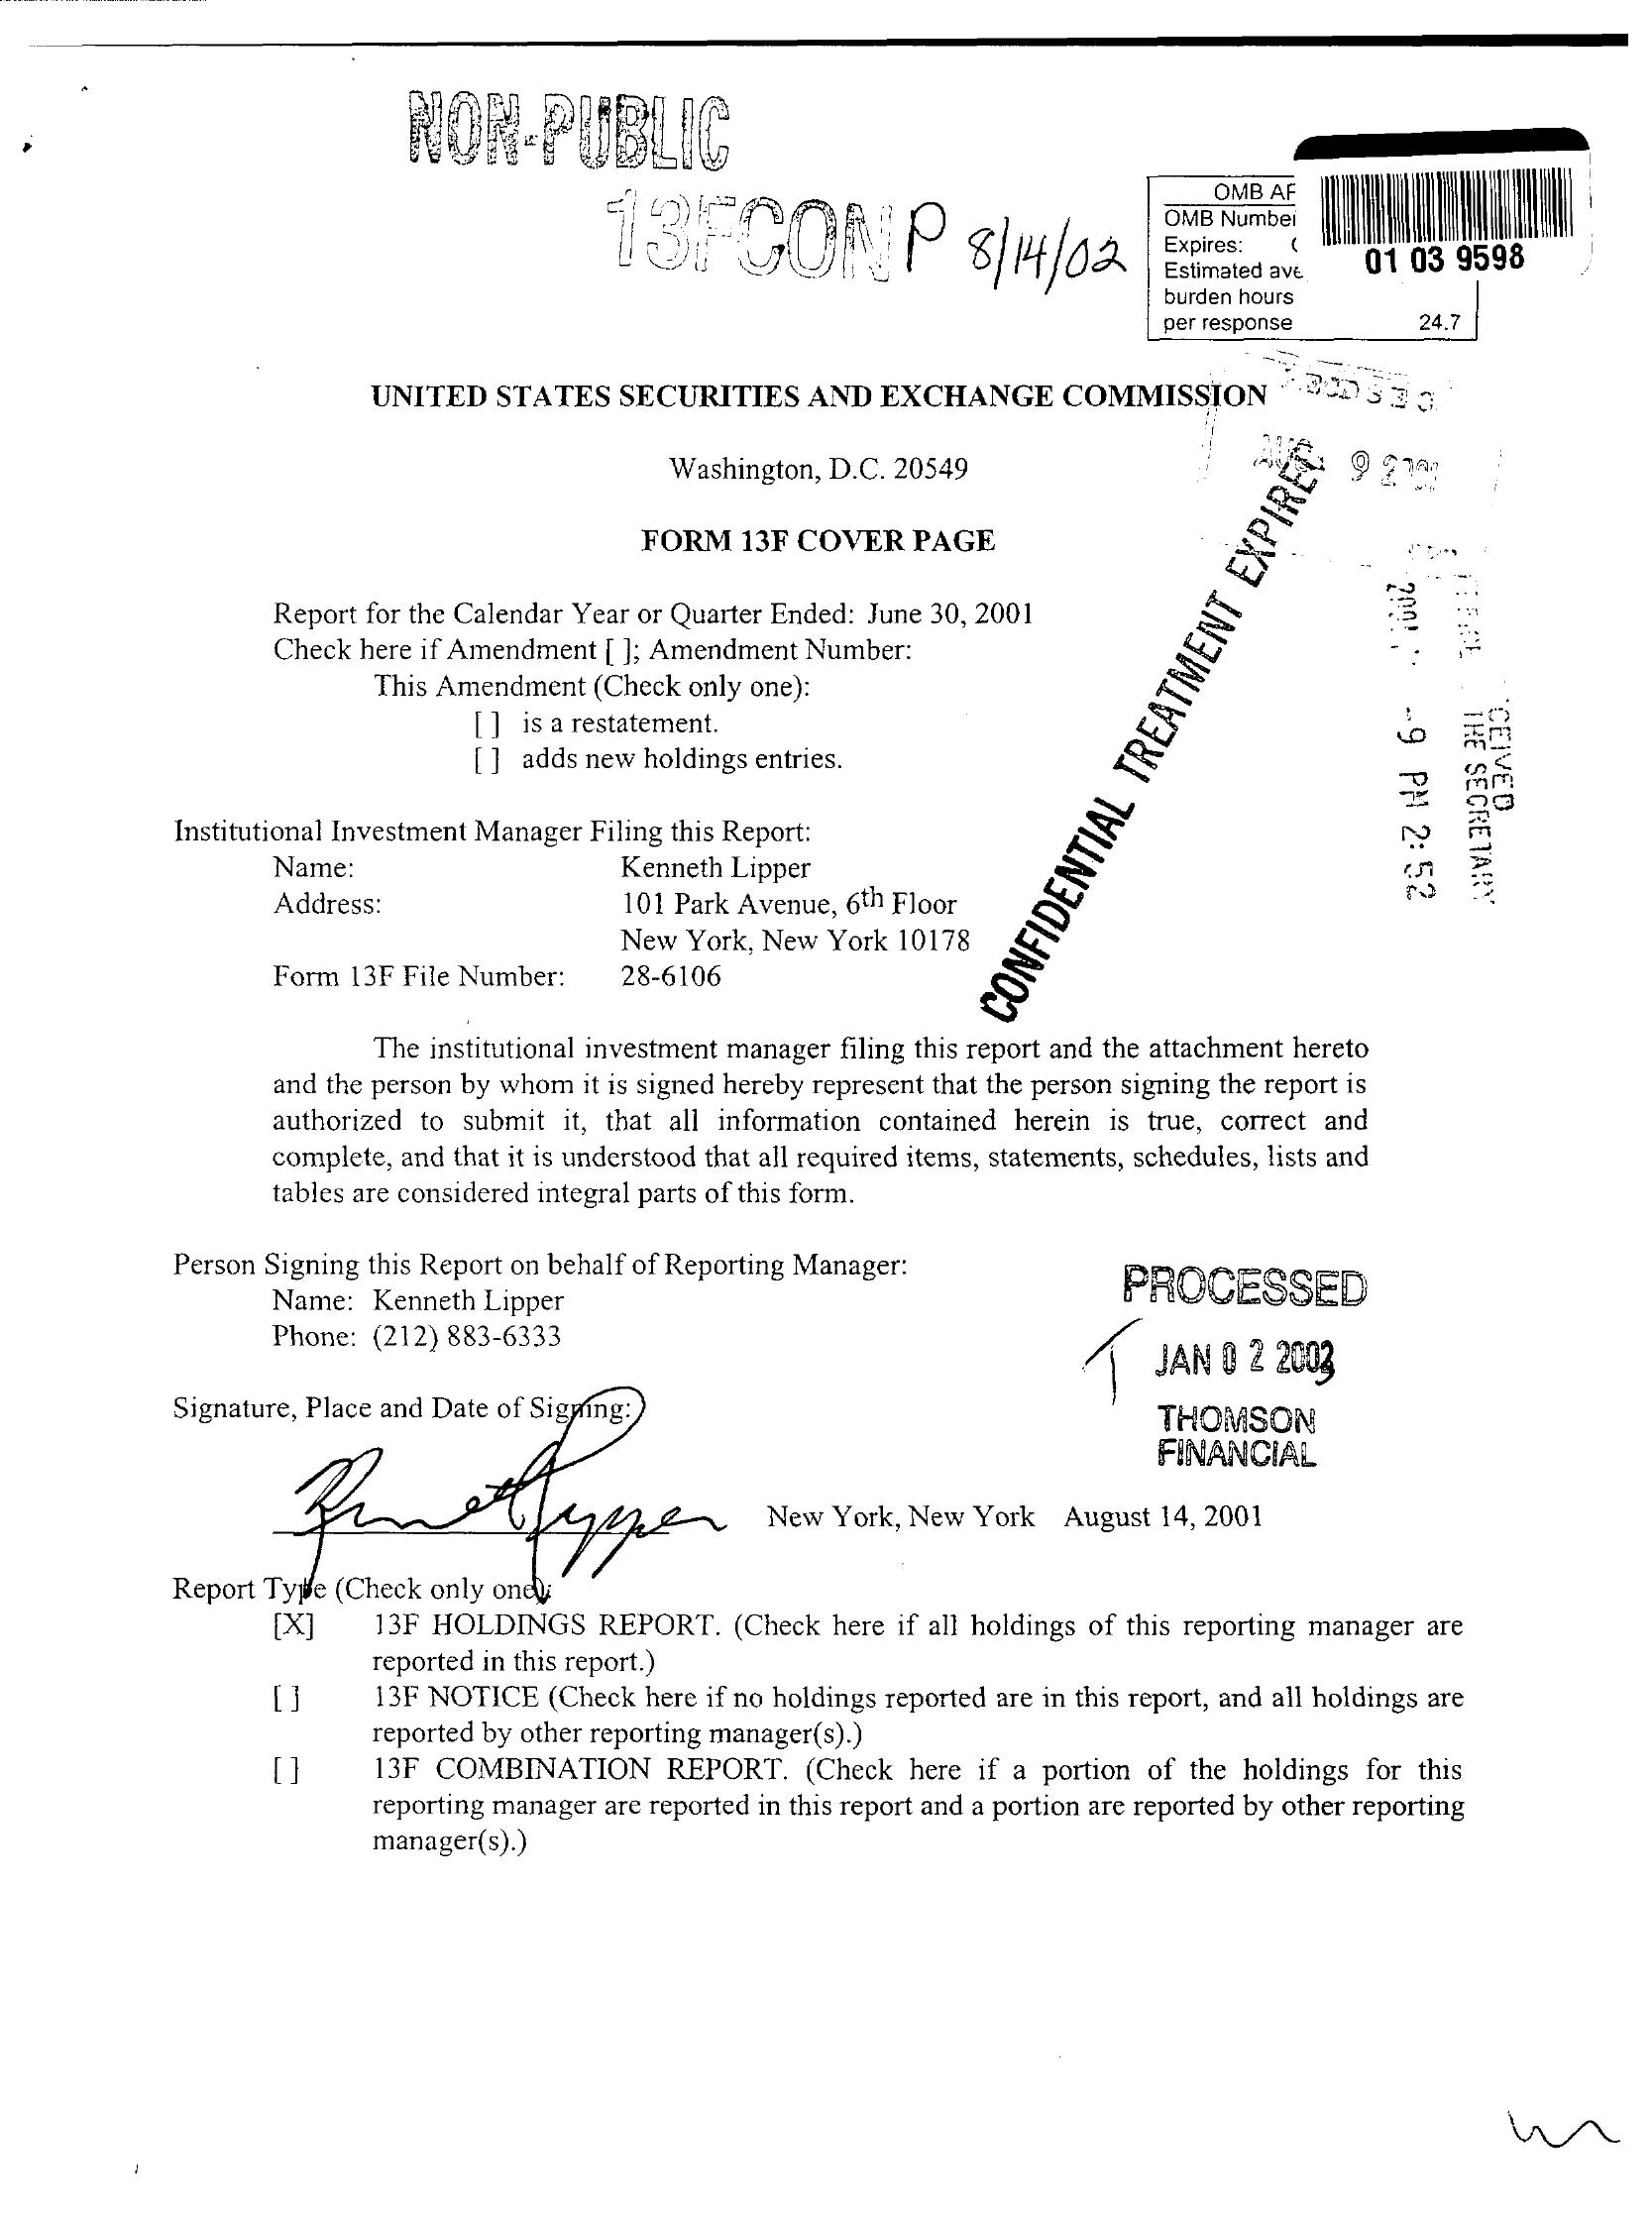 NON-PUBLIC
13FCONP 8/14/02
OMB
OMB
Expires:
Estimated
burden hours
per response 24.7
01 03 9598
UNITED STATES SECURITIES AND EXCHANGE COMMISSION
Washington, D.C. 20549
FORM 13F COVER PAGE
Report for the Calendar Year or Quarter Ended: June 30, 2001
Check here if Amendment [ ]; Amendment Number:
This Amendment (Check only one):
[ ] is a restatement.
[ ] adds new holdings entries.
CONFIDENTIAL TREATMENT EXPIRED
THE SECRETARY
9 PM 2:52
Institutional Investment Manager Filing this Report:
Name: Kenneth Lipper
Address: 101 Park Avenue, 6th Floor
New York, New York 10178
Form 13F File Number: 28-6106
The institutional investment manager filing this report and the attachment hereto
and the person by whom it is signed hereby represent that the person signing the report is
authorized to submit it, that all information contained herein is true, correct and
complete, and that it is understood that all required items, statements, schedules, lists and
tables are considered integral parts of this form.
Person Signing this Report on behalf of Reporting Manager:
Name: Kenneth Lipper
Phone: (212) 883-6333
PROCESSED
JAN 02 2003
THOMSON
FINANCIAL
Signature, Place and Date of Signing:
Kenneth Lipper New York, New York August 14, 2001
Report Type (Check only one):
[X] 13F HOLDINGS REPORT. (Check here if all holdings of this reporting manager are
reported in this report.)
[ ] 13F NOTICE (Check here if no holdings reported are in this report, and all holdings are
reported by other reporting manager(s).)
[ ] 13F COMBINATION REPORT. (Check here if a portion of the holdings for this
reporting manager are reported in this report and a portion are reported by other reporting
manager(s).)